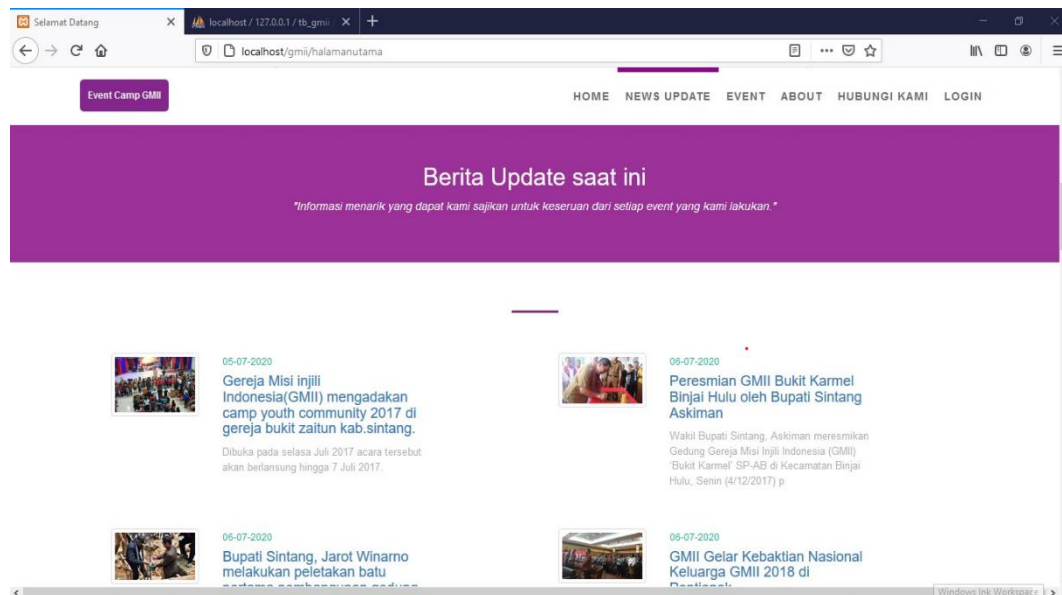 Selamat Datang
localhost / 127.0.0.1 / tb_gmii
localhost/gmii/halamanutama
Event Camp GMII
HOME NEWS UPDATE EVENT ABOUT HUBUNGI KAMI LOGIN
Berita Update saat ini
"Informasi menarik yang dapat kami sajikan untuk keseruan dari setiap event yang kami lakukan."
05-07-2020
Gereja Misi injili
Indonesia(GMII) mengadakan
camp youth community 2017 di
gereja bukit zaitun kab.sintang.
Dibuka pada selasa Juli 2017 acara tersebut
akan berlansung hingga 7 Juli 2017.
06-07-2020
Peresmian GMII Bukit Karmel
Binjai Hulu oleh Bupati Sintang
Askiman
Wakil Bupati Sintang, Askiman meresmikan
Gedung Gereja Misi Injili Indonesia (GMII)
'Bukit Karmel' SP-AB di Kecamatan Binjai
Hulu, Senin (4/12/2017) p
06-07-2020
Bupati Sintang, Jarot Winarno
melakukan peletakan batu
pertama pembangunan gedung
06-07-2020
GMII Gelar Kebaktian Nasional
Keluarga GMII 2018 di
Pontianak
Windows Ink Workspace